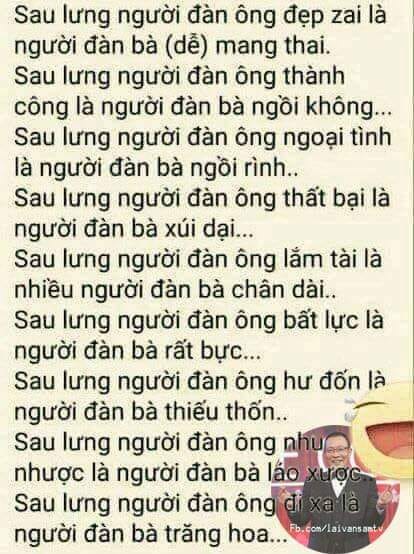 Sau lưng người đàn ông đẹp zai là
người đàn bà (dễ) mang thai.
Sau lưng người đàn ông thành
công là người đàn bà ngồi không...
Sau lưng người đàn ông ngoại tình
là người đàn bà ngồi rình..
Sau lưng người đàn ông thất bại là
người đàn bà xúi dại...
Sau lưng người đàn ông lắm tài là
nhiều người đàn bà chân dài..
Sau lưng người đàn ông bất lực là
người đàn bà rất bực...
Sau lưng người đàn ông hư đốn là
người đàn bà thiếu thốn..
Sau lưng người đàn ông nhu
nhược là người đàn bà láo xược..
Sau lưng người đàn ông đi xa là
người đàn bà trăng hoa...
Fb.com/laivansamtv